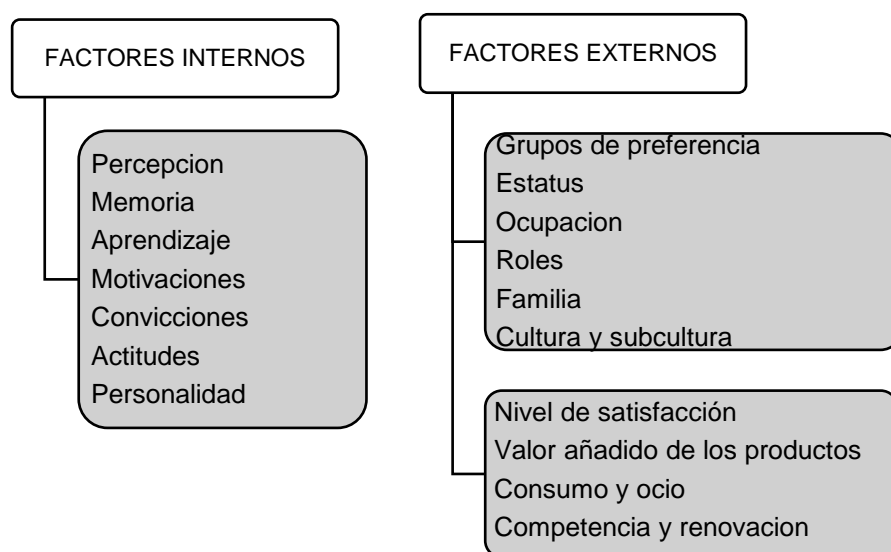 FACTORES INTERNOS
Percepcion
Memoria
Aprendizaje
Motivaciones
Convicciones
Actitudes
Personalidad
FACTORES EXTERNOS
Grupos de preferencia
Estatus
Ocupacion
Roles
Familia
Cultura y subcultura
Nivel de satisfacción
Valor añadido de los productos
Consumo y ocio
Competencia y renovacion